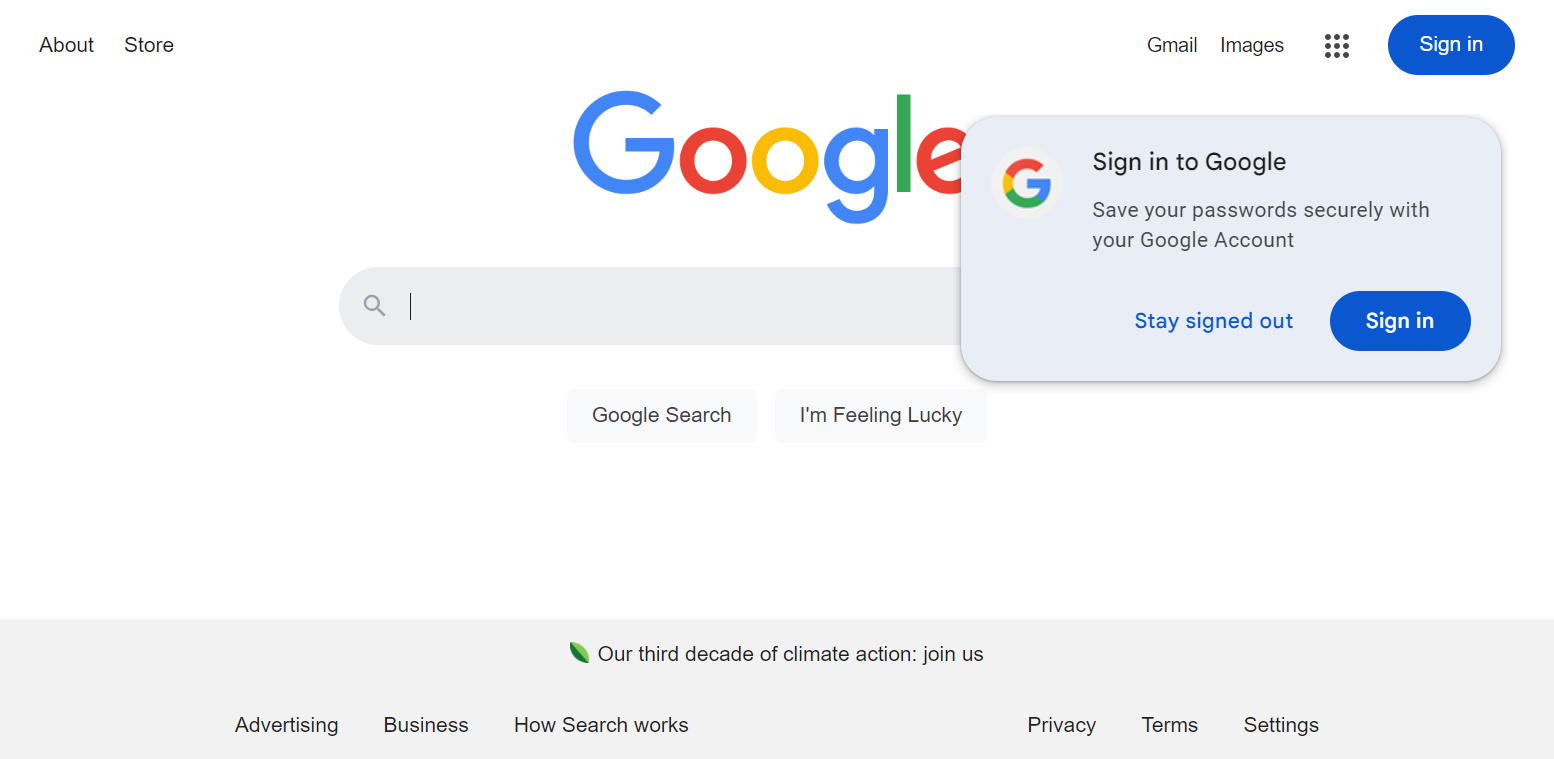 About Store
Gmail Images
Sign in
Google
Sign in to Google
Save your passwords securely with
your Google Account
Stay signed out
Sign in
Google Search
I'm Feeling Lucky
Our third decade of climate action: join us
Advertising Business How Search works
Privacy Terms Settings